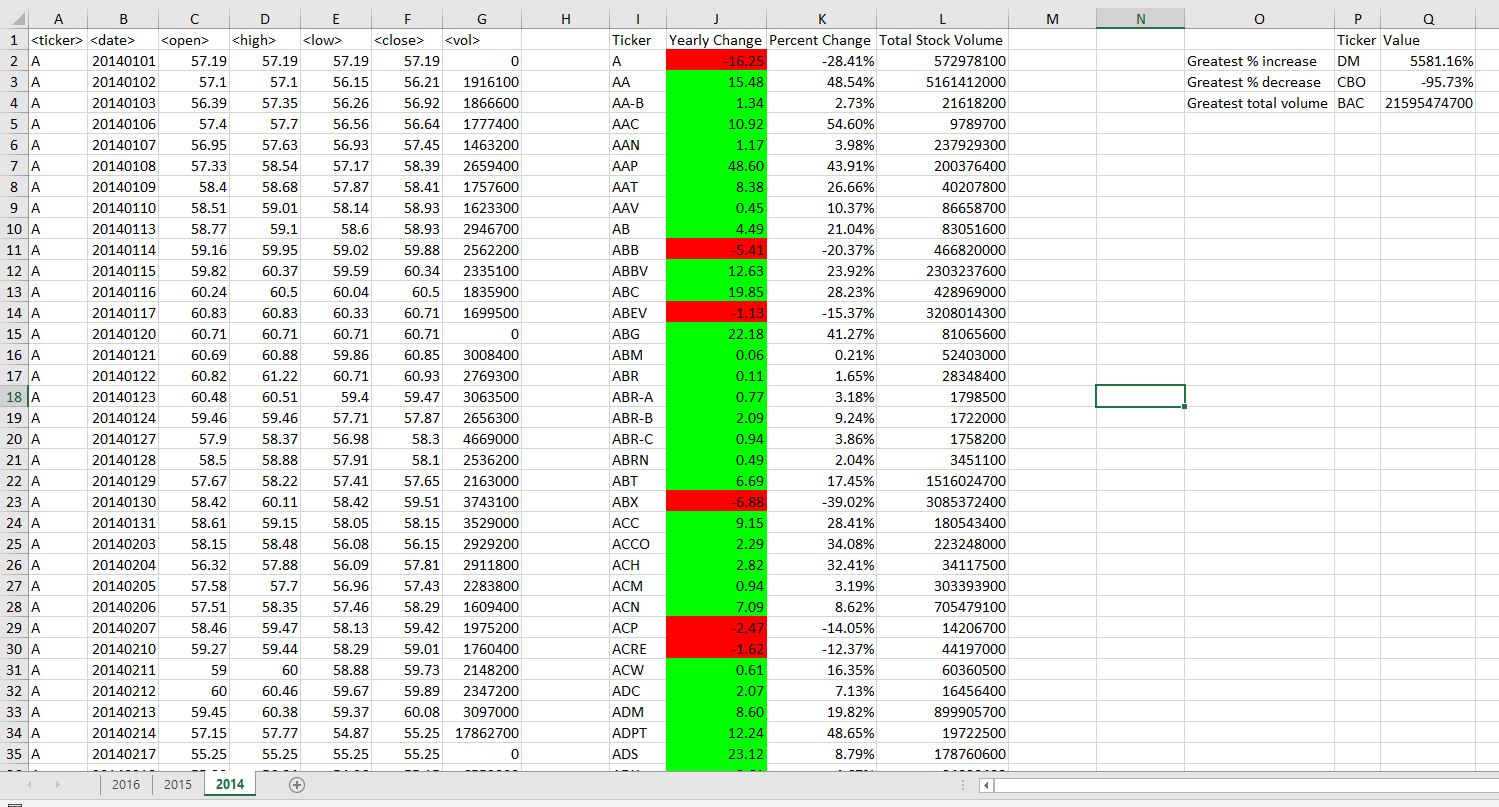 A B C D E F G H I J K L M N O P Q
1 <ticker> <date> <open> <high> <low> <close> <vol> Ticker Yearly Change Percent Change Total Stock Volume Ticker Value
2 A 20140101 57.19 57.19 57.19 57.19 0 A -16.25 -28.41% 572978100 Greatest % increase DM 5581.16%
3 A 20140102 57.1 57.1 56.15 56.21 1916100 AA 15.48 48.54% 5161412000 Greatest % decrease CBO -95.73%
4 A 20140103 56.39 57.35 56.26 56.92 1866600 AA-B 1.34 2.73% 21618200 Greatest total volume BAC 21595474700
5 A 20140106 57.4 57.7 56.56 56.64 1777400 AAC 10.92 54.60% 9789700
6 A 20140107 56.95 57.63 56.93 57.45 1463200 AAN 1.17 3.98% 237929300
7 A 20140108 57.33 58.54 57.17 58.39 2659400 AAP 48.60 43.91% 200376400
8 A 20140109 58.4 58.68 57.87 58.41 1757600 AAT 8.38 26.66% 40207800
9 A 20140110 58.51 59.01 58.14 58.93 1623300 AAV 0.45 10.37% 86658700
10 A 20140113 58.77 59.1 58.6 58.93 2946700 AB 4.49 21.04% 83051600
11 A 20140114 59.16 59.95 59.02 59.88 2562200 ABB -5.41 -20.37% 466820000
12 A 20140115 59.82 60.37 59.59 60.34 2335100 ABBV 12.63 23.92% 2303237600
13 A 20140116 60.24 60.5 60.04 60.5 1835900 ABC 19.85 28.23% 428969000
14 A 20140117 60.83 60.83 60.33 60.71 1699500 ABEV -1.13 -15.37% 3208014300
15 A 20140120 60.71 60.71 60.71 60.71 0 ABG 22.18 41.27% 81065600
16 A 20140121 60.69 60.88 59.86 60.85 3008400 ABM 0.06 0.21% 52403000
17 A 20140122 60.82 61.22 60.71 60.93 2769300 ABR 0.11 1.65% 28348400
18 A 20140123 60.48 60.51 59.4 59.47 3063500 ABR-A 0.77 3.18% 1798500
19 A 20140124 59.46 59.46 57.71 57.87 2656300 ABR-B 2.09 9.24% 1722000
20 A 20140127 57.9 58.37 56.98 58.3 4669000 ABR-C 0.94 3.86% 1758200
21 A 20140128 58.5 58.88 57.91 58.1 2536200 ABRN 0.49 2.04% 3451100
22 A 20140129 57.67 58.22 57.41 57.65 2163000 ABT 6.69 17.45% 1516024700
23 A 20140130 58.42 60.11 58.42 59.51 3743100 ABX -6.88 -39.02% 3085372400
24 A 20140131 58.61 59.15 58.05 58.15 3529000 ACC 9.15 28.41% 180543400
25 A 20140203 58.15 58.48 56.08 56.15 2929200 ACCO 2.29 34.08% 223248000
26 A 20140204 56.32 57.88 56.09 57.81 2911800 ACH 2.82 32.41% 34117500
27 A 20140205 57.58 57.7 56.96 57.43 2283800 ACM 0.94 3.19% 303393900
28 A 20140206 57.51 58.35 57.46 58.29 1609400 ACN 7.09 8.62% 705479100
29 A 20140207 58.46 59.47 58.13 59.42 1975200 ACP -2.47 -14.05% 14206700
30 A 20140210 59.27 59.44 58.29 59.01 1760400 ACRE -1.62 -12.37% 44197000
31 A 20140211 59 60 58.88 59.73 2148200 ACW 0.61 16.35% 60360500
32 A 20140212 60 60.46 59.67 59.89 2347200 ADC 2.07 7.13% 16456400
33 A 20140213 59.45 60.38 59.37 60.08 3097000 ADM 8.60 19.82% 899905700
34 A 20140214 57.15 57.77 54.87 55.25 17862700 ADPT 12.24 48.65% 19722500
35 A 20140217 55.25 55.25 55.25 55.25 0 ADS 23.12 8.79% 178760600
2016 2015 2014